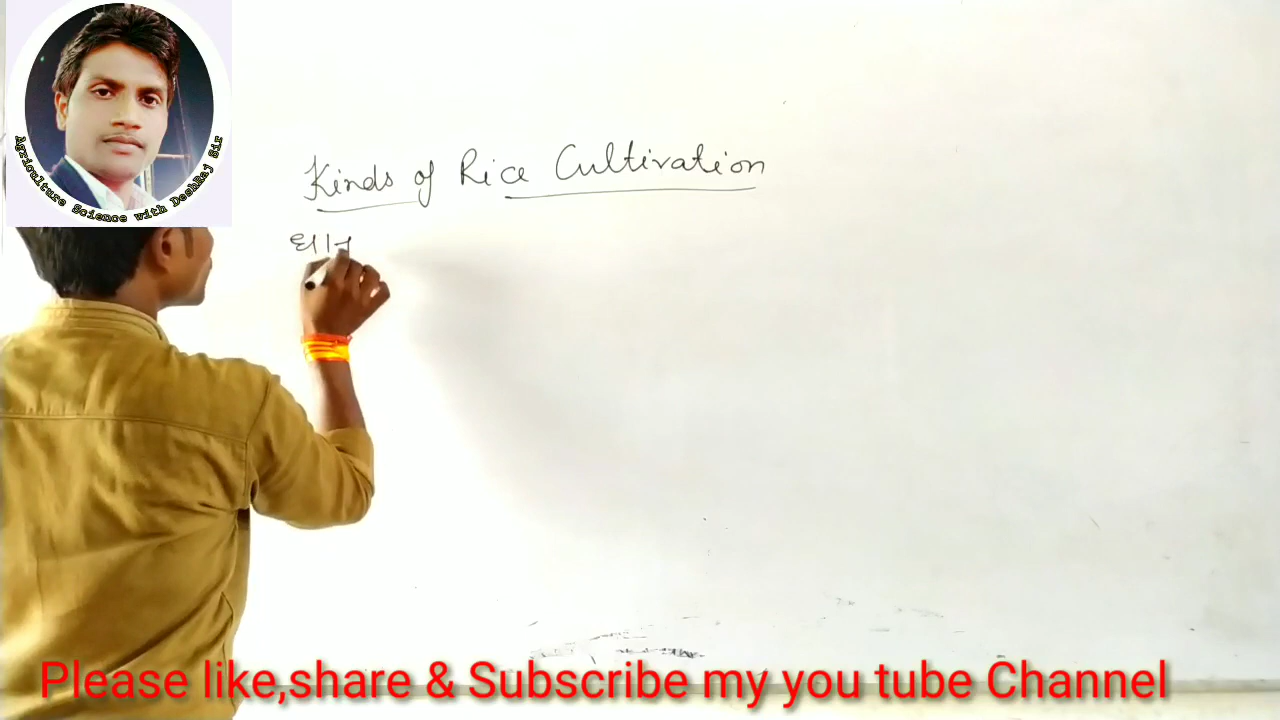 Agriculture Science with DeshRaj Sir
Kinds of Rice Cultivation
धान
Please like,share & Subscribe my you tube Channel